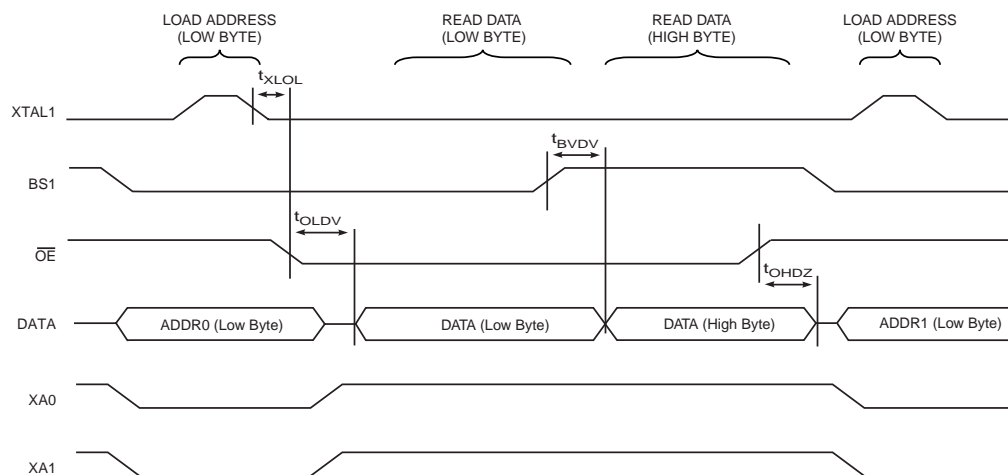 LOAD ADDRESS
(LOW BYTE)
READ DATA
(LOW BYTE)
READ DATA
(HIGH BYTE)
LOAD ADDRESS
(LOW BYTE)
tXLOL
XTAL1
tBVDV
BS1
tOLDV
OE
tOHDZ
DATA
ADDR0 (Low Byte)
DATA (Low Byte)
DATA (High Byte)
ADDR1 (Low Byte)
XA0
XA1